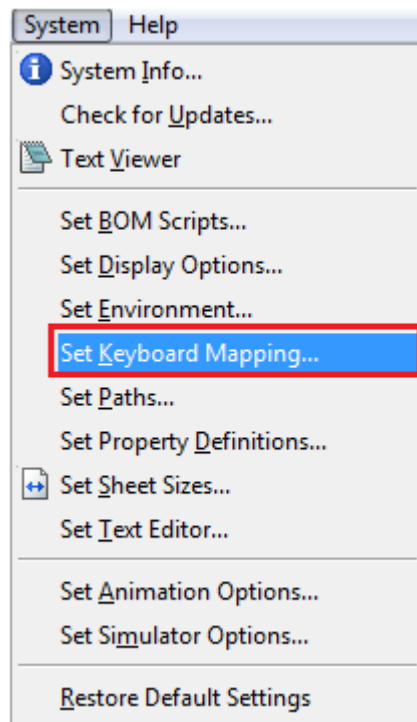 System Help
System Info...
Check for Updates...
Text Viewer
Set BOM Scripts...
Set Display Options...
Set Environment...
Set Keyboard Mapping...
Set Paths...
Set Property Definitions...
Set Sheet Sizes...
Set Text Editor...
Set Animation Options...
Set Simulator Options...
Restore Default Settings